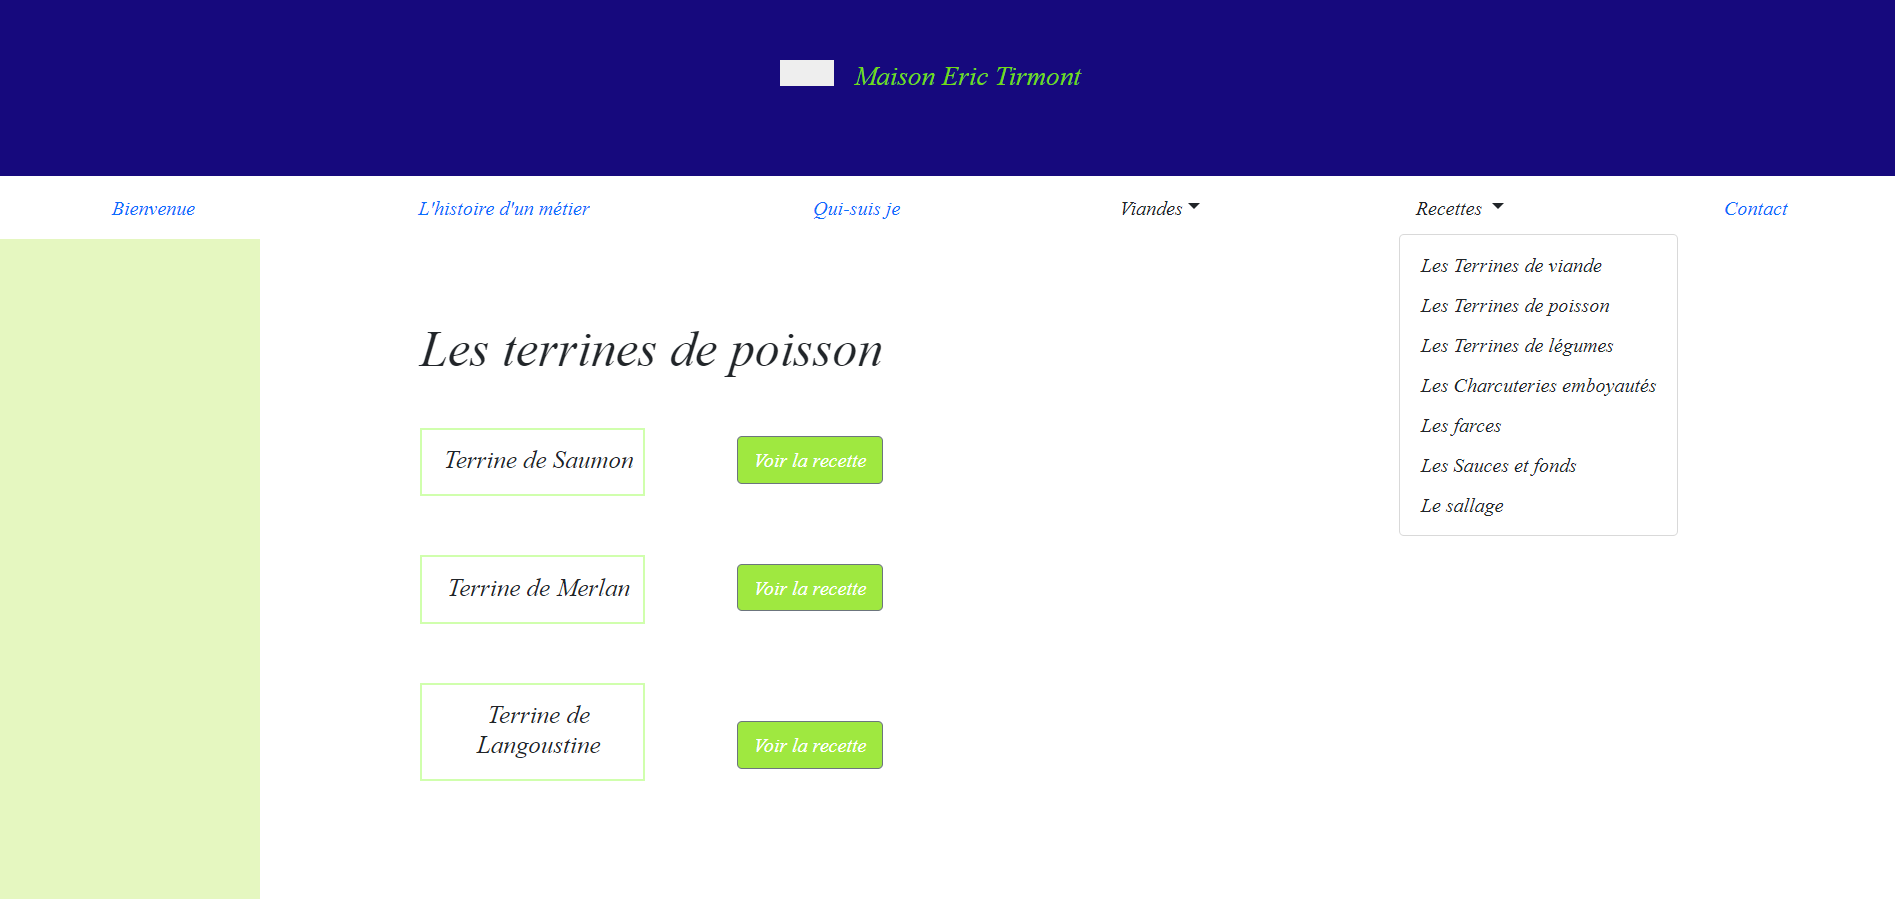 Maison Eric Tirmont
Bienvenue
L'histoire d'un métier
Qui-suis je
Viandes
Recettes
Contact
Les Terrines de viande
Les Terrines de poisson
Les Terrines de légumes
Les Charcuteries emboyautés
Les farces
Les Sauces et fonds
Le sallage
Les terrines de poisson
Terrine de Saumon
Voir la recette
Terrine de Merlan
Voir la recette
Terrine de
Langoustine
Voir la recette